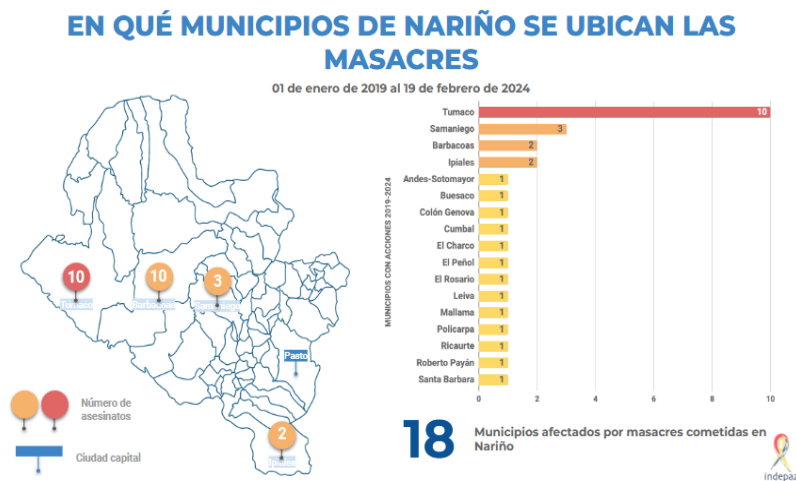 EN QUÉ MUNICIPIOS DE NARIÑO SE UBICAN LAS
MASACRES
01 de enero de 2019 al 19 de febrero de 2024
10
10
3
Tumaco
Pasto
2
Número de
asesinatos
Ciudad capital
MUNICIPIOS CON ACCIONES 2019-2024
Tumaco 10
Samaniego 3
Barbacoas 2
Ipiales 2
Andes-Sotomayor 1
Buesaco 1
Colón Genova 1
Cumbal 1
El Charco 1
El Peñol 1
El Rosario 1
Leiva 1
Mallama 1
Policarpa 1
Ricaurte 1
Roberto Payán 1
Santa Barbara 1
0 2 4 6 8 10
18
Municipios afectados por masacres cometidas en
Nariño
indepaz